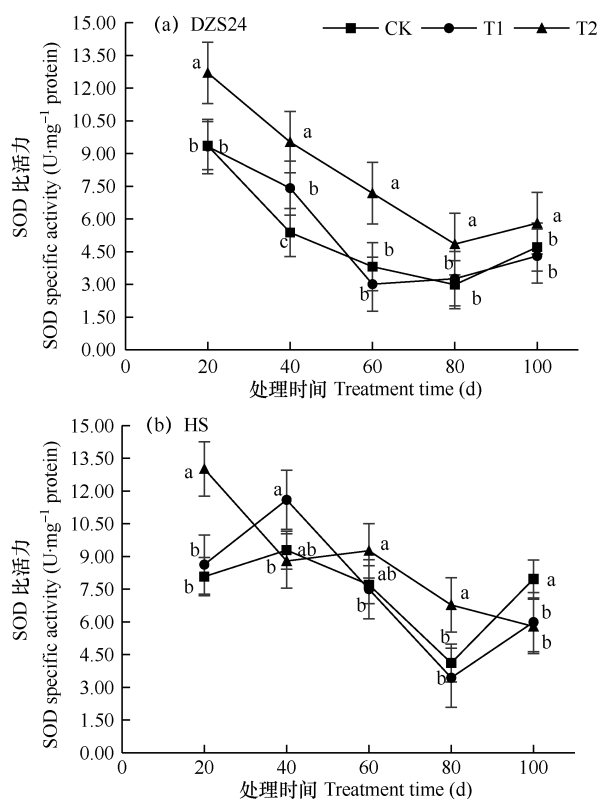 (a) DZS24
CK T1 T2
SOD 比活力
SOD specific activity (U·mg⁻¹ protein)
15.00
13.50
12.00
10.50
9.00
7.50
6.00
4.50
3.00
1.50
0.00
a
b
b
a
b
c
a
b
b
a
b
b
a
b
b
0 20 40 60 80 100
处理时间 Treatment time (d)
(b) HS
SOD 比活力
SOD specific activity (U·mg⁻¹ protein)
15.00
13.50
12.00
10.50
9.00
7.50
6.00
4.50
3.00
1.50
0.00
a
b
b
a
ab
b
a
ab
b
a
b
b
a
b
b
0 20 40 60 80 100
处理时间 Treatment time (d)